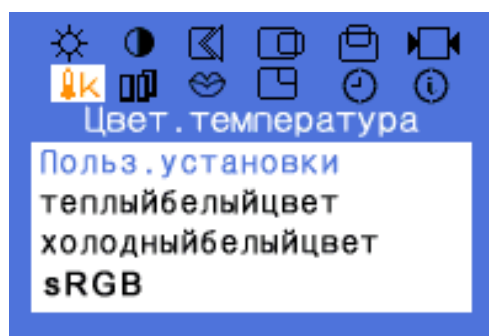 k
Цвет.температура
Польз.установки
теплыйбелыйцвет
холодныйбелыйцвет
sRGB